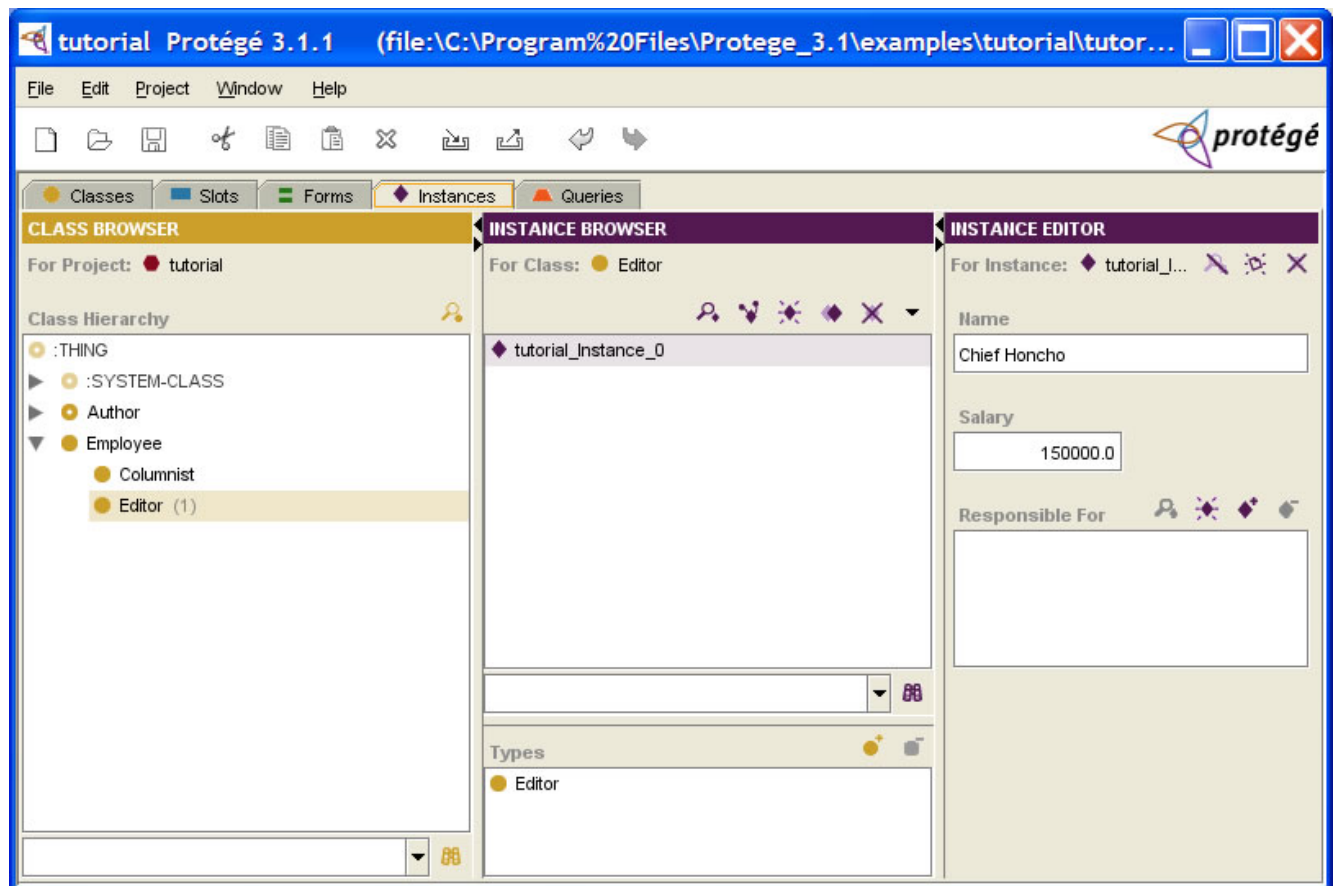 tutorial Protégé 3.1.1 (file:\C:\Program%20Files\Protege_3.1\examples\tutorial\tutor...
File Edit Project Window Help
protégé
Classes Slots Forms Instances Queries
CLASS BROWSER
For Project: tutorial
Class Hierarchy
:THING
:SYSTEM-CLASS
Author
Employee
Columnist
Editor (1)
INSTANCE BROWSER
For Class: Editor
tutorial_Instance_0
Types
Editor
INSTANCE EDITOR
For Instance: tutorial_I...
Name
Chief Honcho
Salary
150000.0
Responsible For